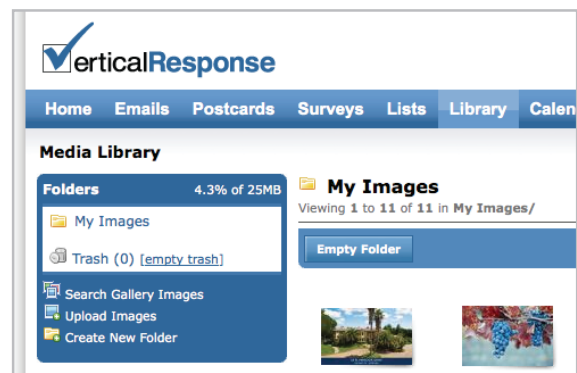 VerticalResponse
Home Emails Postcards Surveys Lists Library Calen
Media Library
Folders 4.3% of 25MB
My Images
Trash (0) [empty trash]
Search Gallery Images
Upload Images
Create New Folder
My Images
Viewing 1 to 11 of 11 in My Images/
Empty Folder